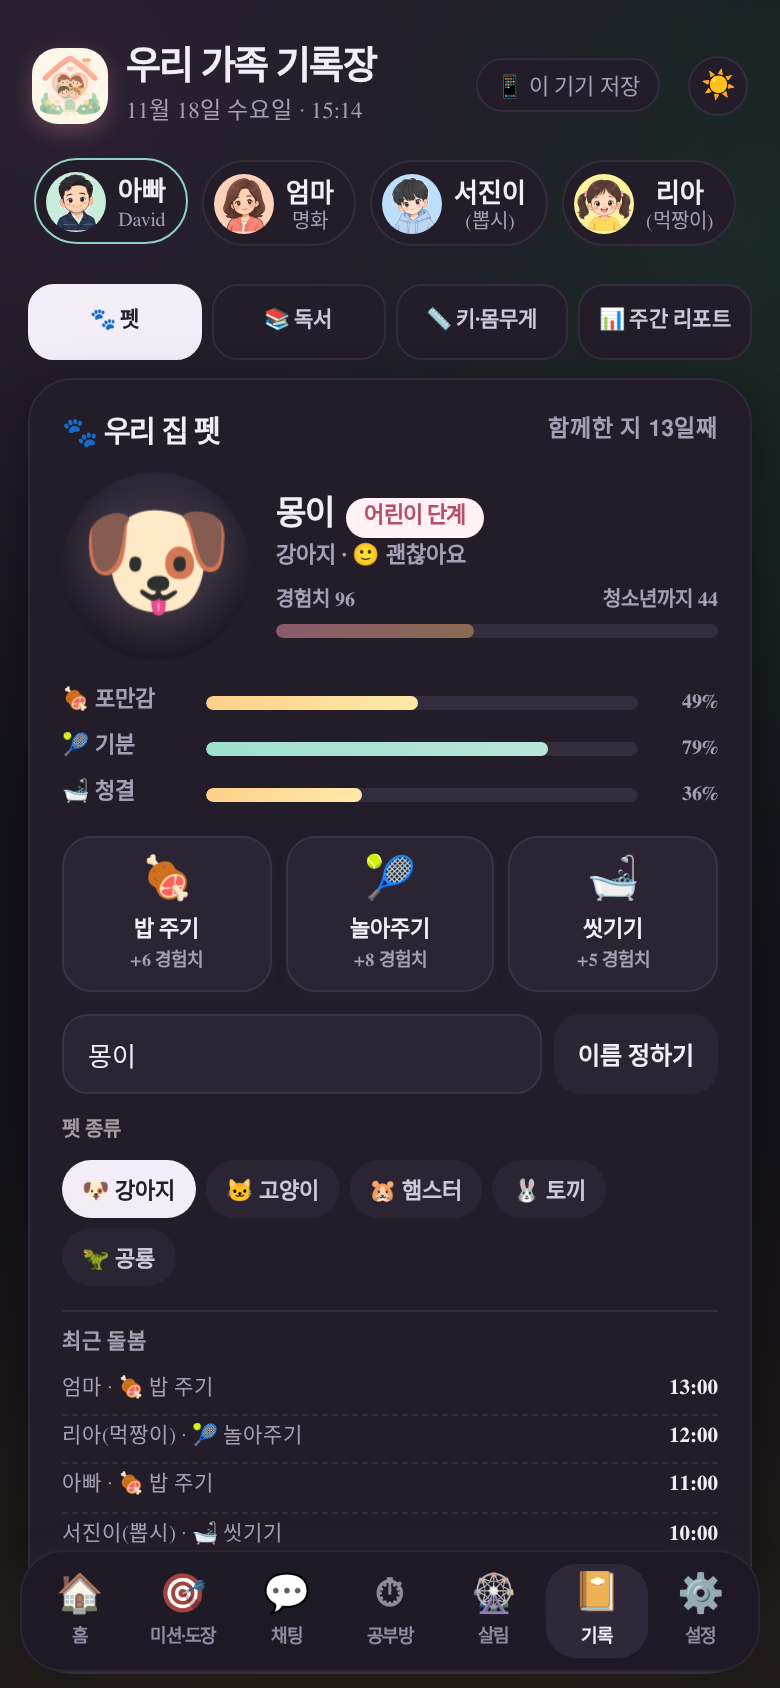 우리 가족 기록장
11월 18일 수요일 · 15:14
이 기기 저장
아빠
David
엄마
명화
서진이
(뽑시)
리아
(먹짱이)
펫
독서
키·몸무게
주간 리포트
우리 집 펫
함께한 지 13일째
몽이
어린이 단계
강아지 · 🙂 괜찮아요
경험치 96
청소년까지 44
포만감
49%
기분
79%
청결
36%
밥 주기
+6 경험치
놀아주기
+8 경험치
씻기기
+5 경험치
몽이
이름 정하기
펫 종류
강아지
고양이
햄스터
토끼
공룡
최근 돌봄
엄마 · 🍖 밥 주기
13:00
리아(먹짱이) · 🎾 놀아주기
12:00
아빠 · 🍖 밥 주기
11:00
서진이(뽑시) · 🛁 씻기기
10:00
홈
미션·도장
채팅
공부방
살림
기록
설정